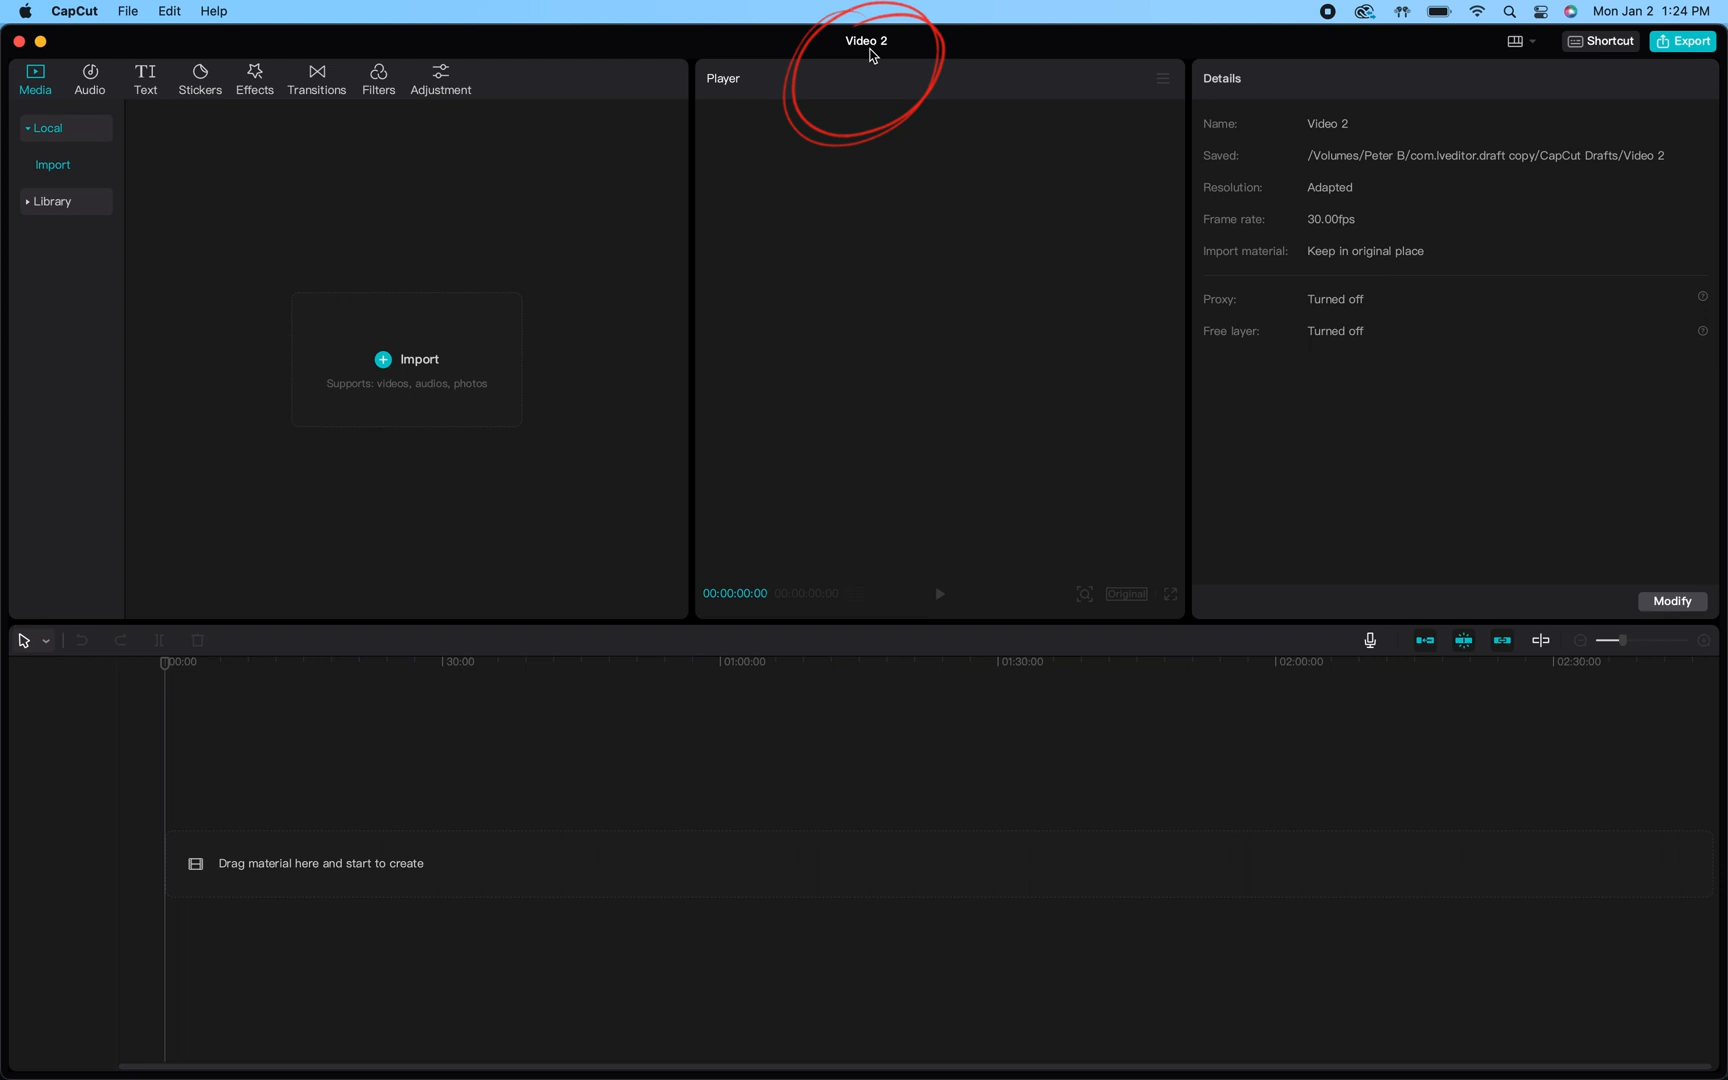 CapCut File Edit Help Mon Jan 2 1:24 PM
Video 2
Shortcut Export
Media Audio Text Stickers Effects Transitions Filters Adjustment
Local
Import
Library
Import
Supports: videos, audios, photos
Player
00:00:00:00 00:00:00:00 Original
Details
Name: Video 2
Saved: /Volumes/Peter B/com.lveditor.draft copy/CapCut Drafts/Video 2
Resolution: Adapted
Frame rate: 30.00fps
Import material: Keep in original place
Proxy: Turned off
Free layer: Turned off
Modify
00:00 30:00 01:00:00 01:30:00 02:00:00 02:30:00
Drag material here and start to create